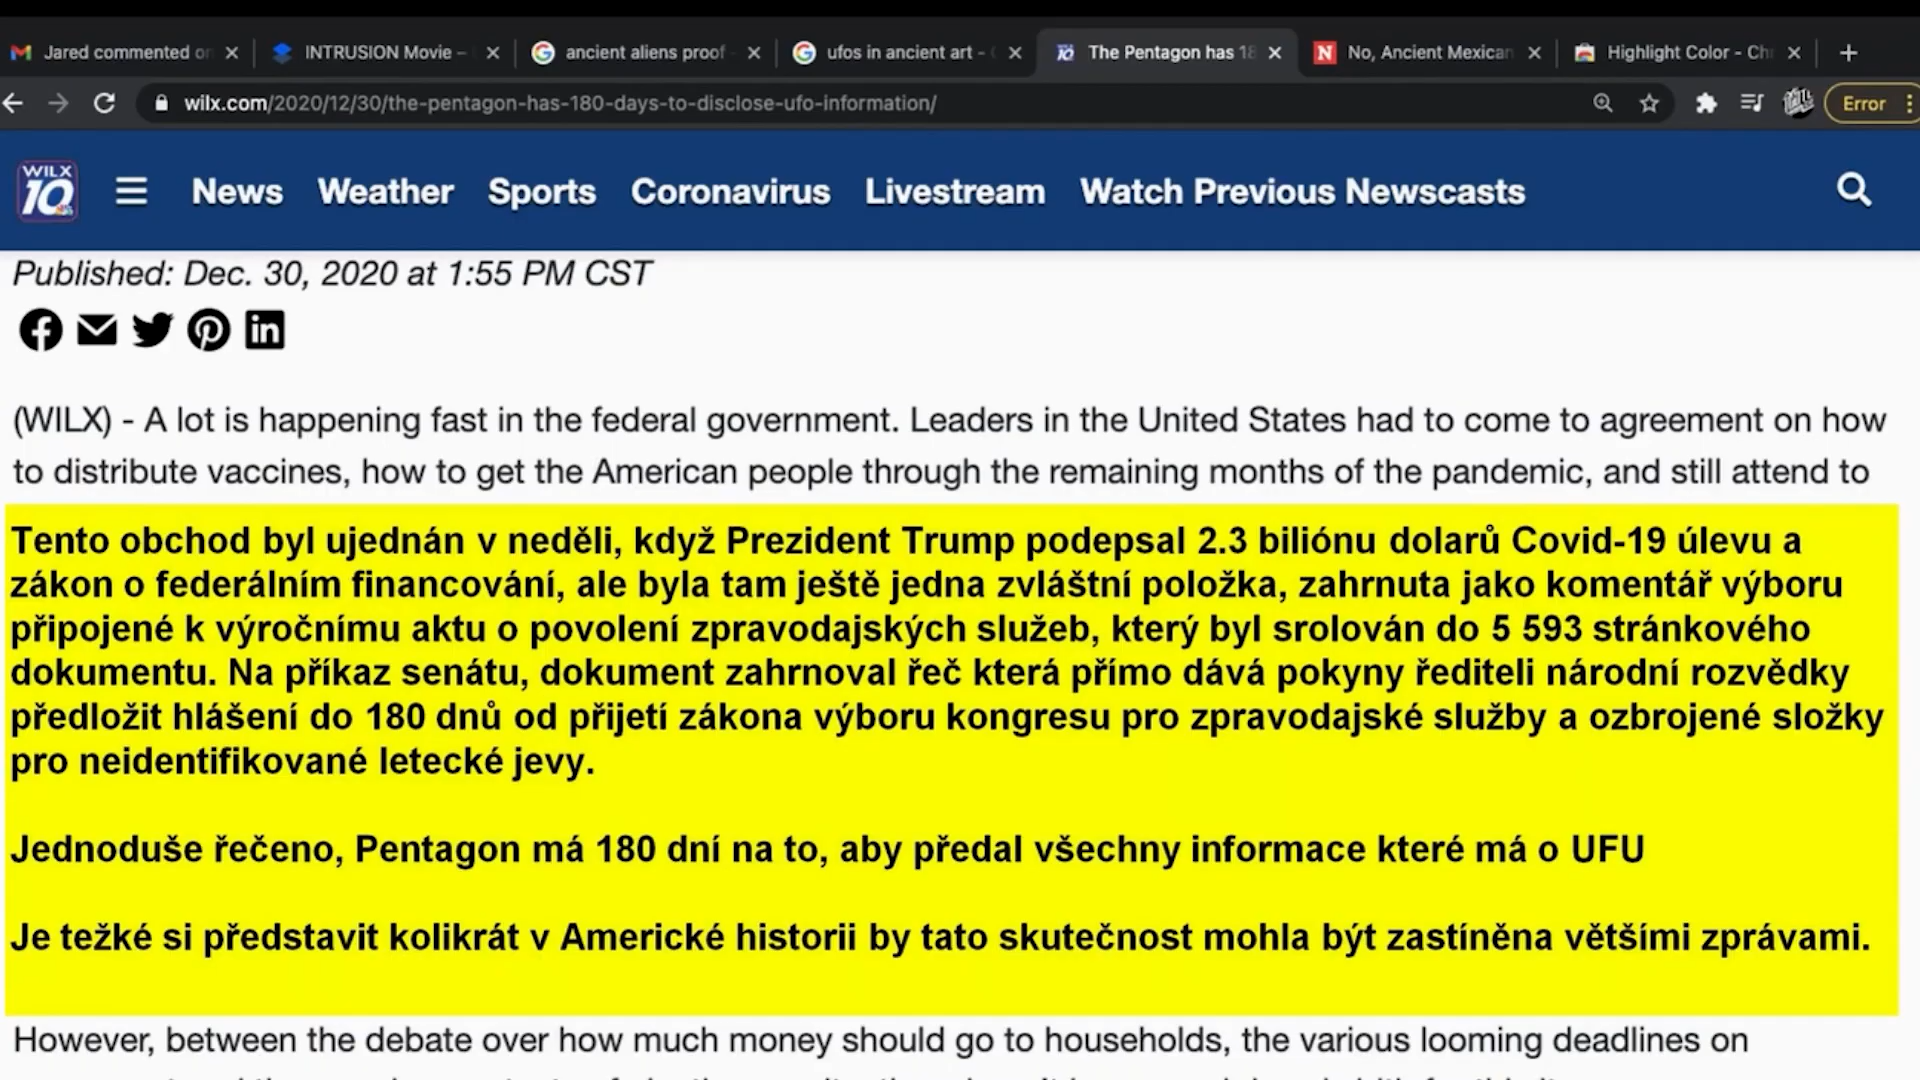 Jared commented on
INTRUSION Movie –
ancient aliens proof
ufos in ancient art -
The Pentagon has 18
No, Ancient Mexican
Highlight Color - Ch
wilx.com/2020/12/30/the-pentagon-has-180-days-to-disclose-ufo-information/
Error
WILX
10
News
Weather
Sports
Coronavirus
Livestream
Watch Previous Newscasts
Published: Dec. 30, 2020 at 1:55 PM CST
(WILX) - A lot is happening fast in the federal government. Leaders in the United States had to come to agreement on how
to distribute vaccines, how to get the American people through the remaining months of the pandemic, and still attend to
Tento obchod byl ujednán v neděli, když Prezident Trump podepsal 2.3 biliónu dolarů Covid-19 úlevu a
zákon o federálním financování, ale byla tam ještě jedna zvláštní položka, zahrnuta jako komentář výboru
připojené k výročnímu aktu o povolení zpravodajských služeb, který byl srolován do 5 593 stránkového
dokumentu. Na příkaz senátu, dokument zahrnoval řeč která přímo dává pokyny řediteli národní rozvědky
předložit hlášení do 180 dnů od přijetí zákona výboru kongresu pro zpravodajské služby a ozbrojené složky
pro neidentifikované letecké jevy.
Jednoduše řečeno, Pentagon má 180 dní na to, aby předal všechny informace které má o UFU
Je težké si představit kolikrát v Americké historii by tato skutečnost mohla být zastíněna většími zprávami.
However, between the debate over how much money should go to households, the various looming deadlines on